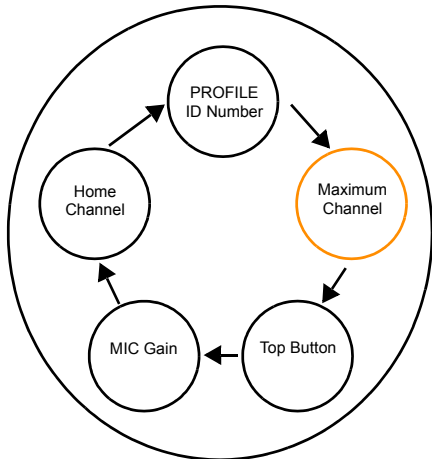 PROFILE
ID Number
Maximum
Channel
Top Button
MIC Gain
Home
Channel